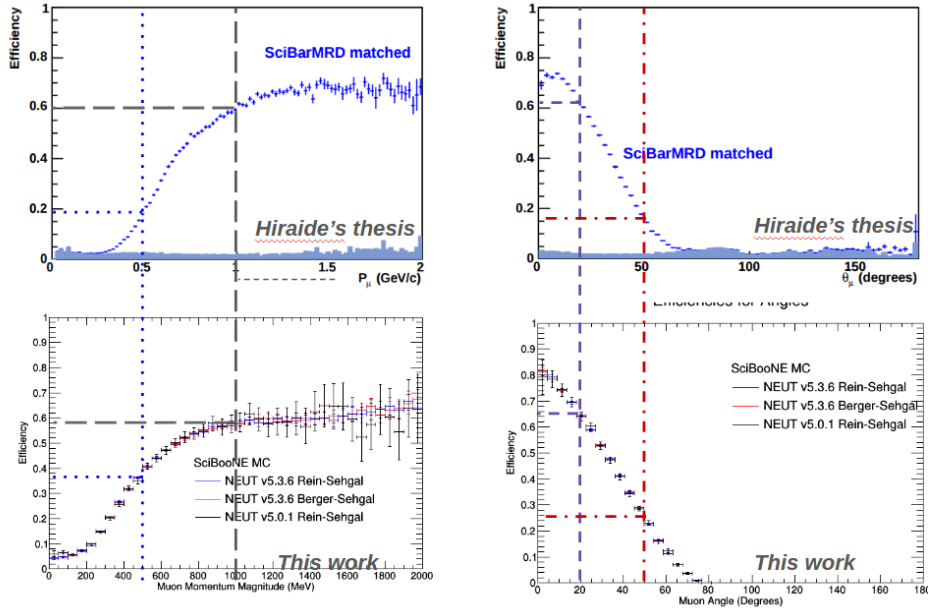 Efficiency
1
0.8
0.6
0.4
0.2
0
SciBarMRD matched
Hiraide's thesis
0
0.5
1
1.5
2
Pμ (GeV/c)
Efficiency
1
0.8
0.6
0.4
0.2
0
SciBarMRD matched
Hiraide's thesis
0
50
100
150
θμ (degrees)
Efficiency
1
0.9
0.8
0.7
0.6
0.5
0.4
0.3
0.2
0.1
0
SciBooNE MC
NEUT v5.3.6 Rein-Sehgal
NEUT v5.3.6 Berger-Sehgal
NEUT v5.0.1 Rein-Sehgal
This work
0 200 400 600 800 1000 1200 1400 1600 1800 2000
Muon Momentum Magnitude (MeV)
Efficiencies for Angles
Efficiency
1
0.9
0.8
0.7
0.6
0.5
0.4
0.3
0.2
0.1
0
SciBooNE MC
NEUT v5.3.6 Rein-Sehgal
NEUT v5.3.6 Berger-Sehgal
NEUT v5.0.1 Rein-Sehgal
This work
0 20 40 60 80 100 120 140 160 180
Muon Angle (Degrees)